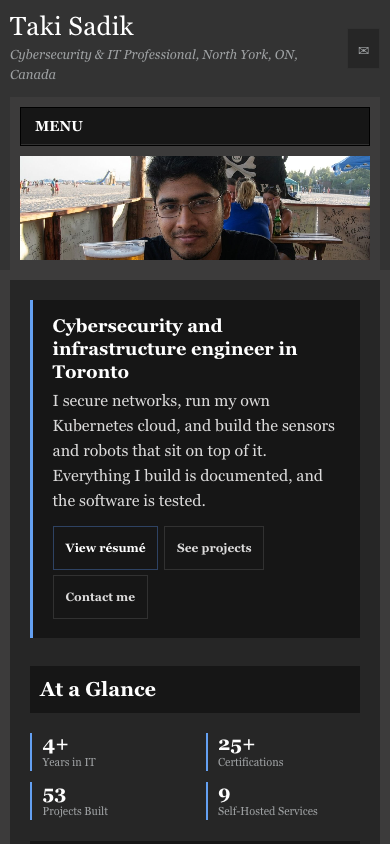 Taki Sadik
Cybersecurity & IT Professional, North York, ON,
Canada
MENU
Cybersecurity and
infrastructure engineer in
Toronto
I secure networks, run my own
Kubernetes cloud, and build the sensors
and robots that sit on top of it.
Everything I build is documented, and
the software is tested.
View résumé
See projects
Contact me
At a Glance
4+
Years in IT
25+
Certifications
53
Projects Built
9
Self-Hosted Services